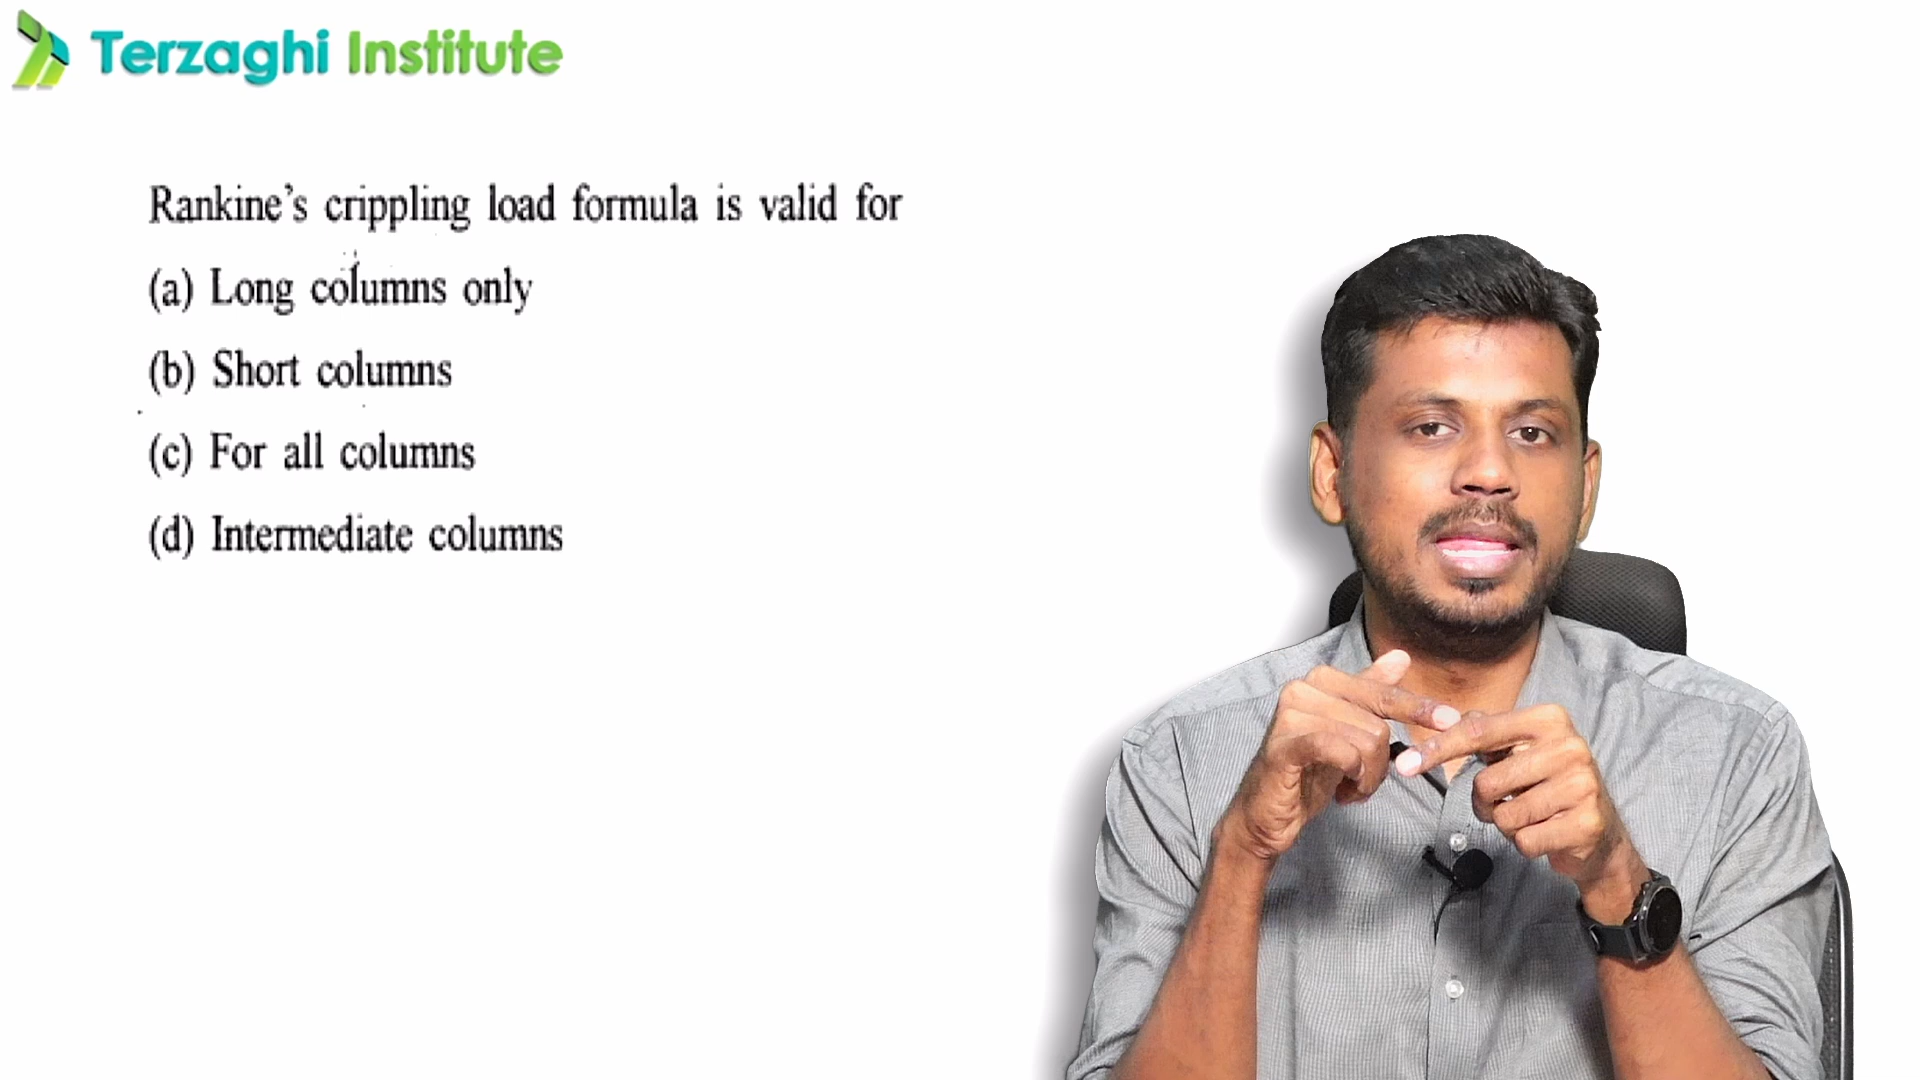 Terzaghi Institute
Rankine's crippling load formula is valid for
(a) Long columns only
(b) Short columns
(c) For all columns
(d) Intermediate columns